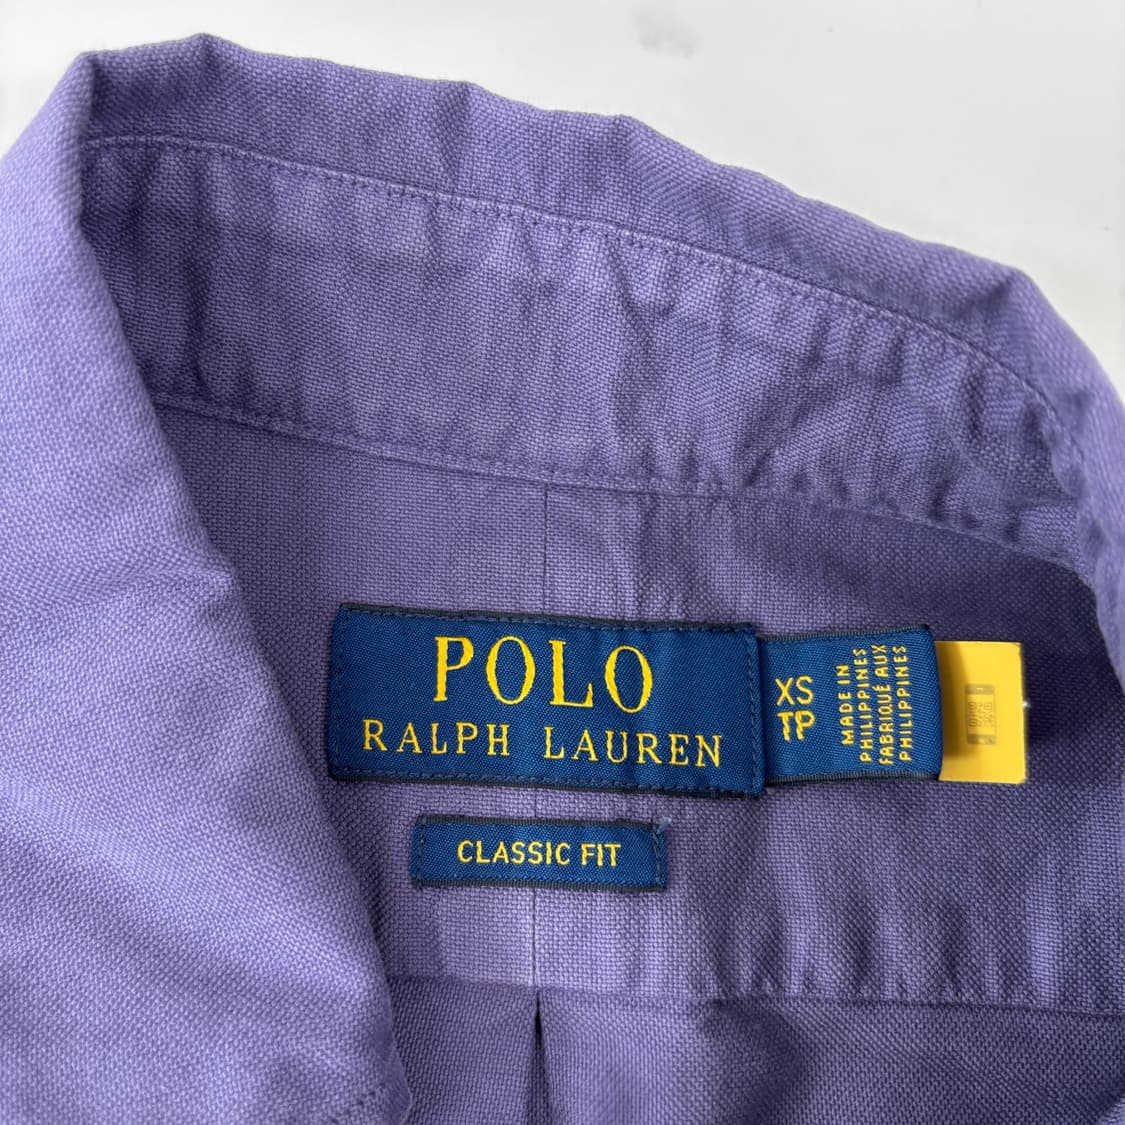 POLO
RALPH LAUREN
XS
TP
MADE IN
PHILIPPINES
FABRIQUÉ AUX
PHILIPPINES
CLASSIC FIT